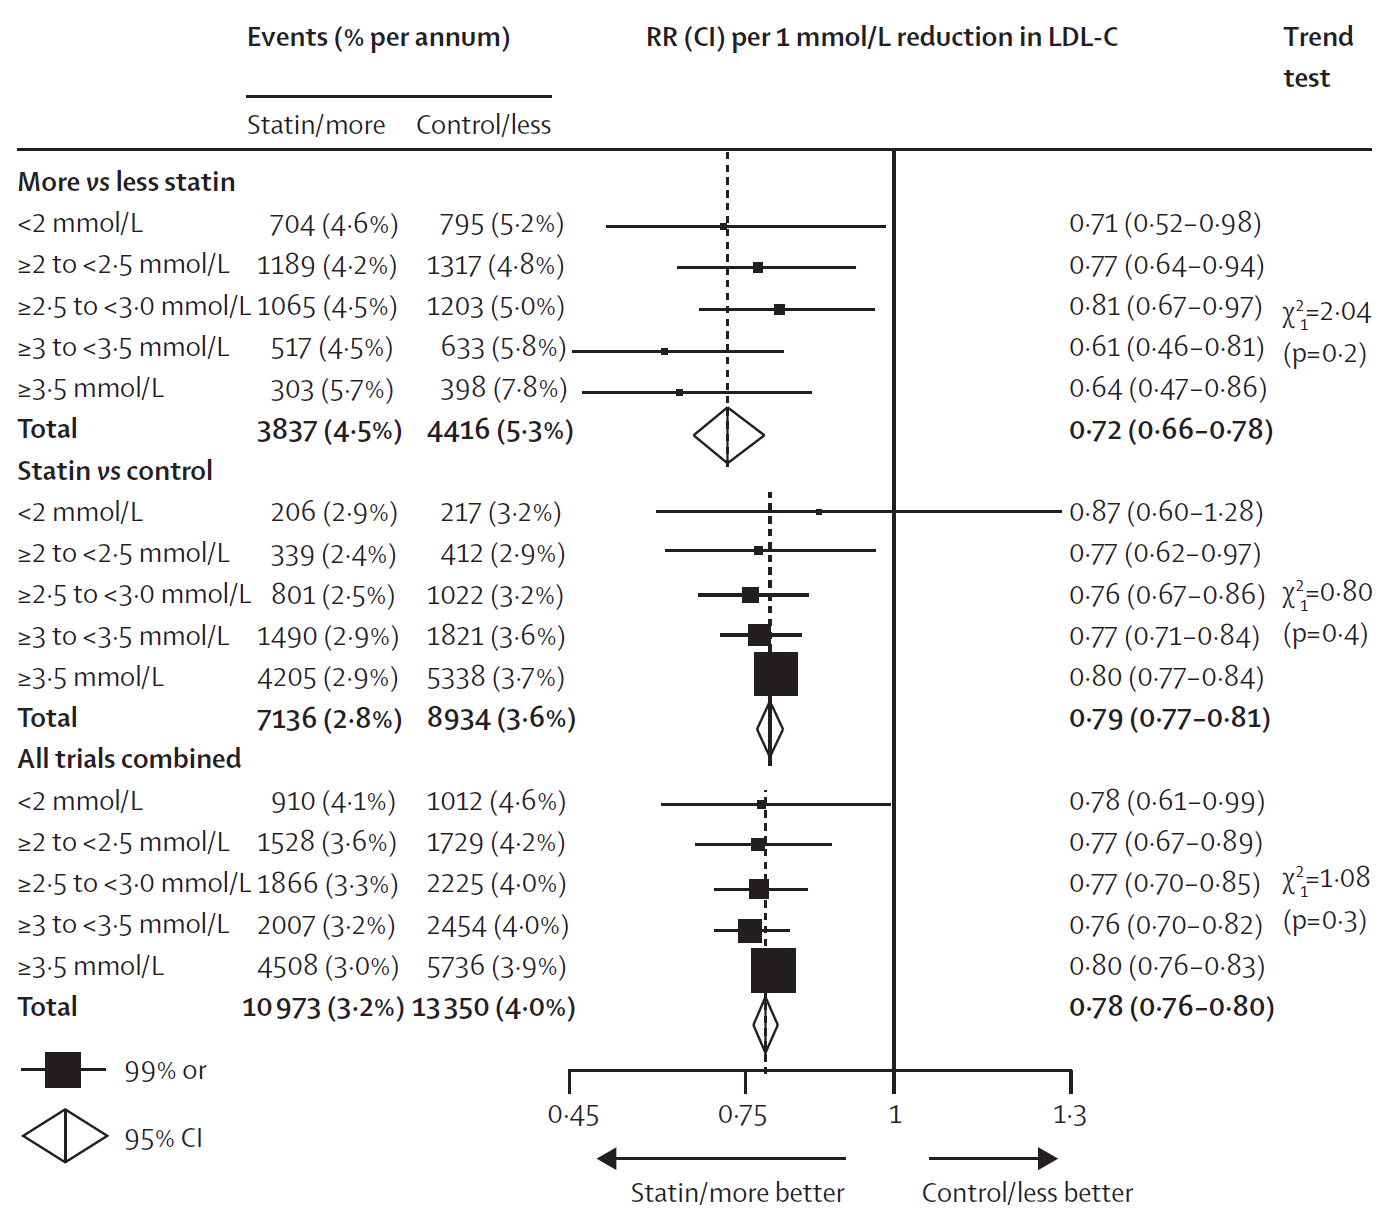 Events (% per annum) RR (CI) per 1 mmol/L reduction in LDL-C Trend
test
Statin/more Control/less
More vs less statin
<2 mmol/L 704 (4·6%) 795 (5·2%) 0·71 (0·52–0·98)
≥2 to <2·5 mmol/L 1189 (4·2%) 1317 (4·8%) 0·77 (0·64–0·94)
≥2·5 to <3·0 mmol/L 1065 (4·5%) 1203 (5·0%) 0·81 (0·67–0·97) χ²₁=2·04
≥3 to <3·5 mmol/L 517 (4·5%) 633 (5·8%) 0·61 (0·46–0·81) (p=0·2)
≥3·5 mmol/L 303 (5·7%) 398 (7·8%) 0·64 (0·47–0·86)
Total 3837 (4·5%) 4416 (5·3%) 0·72 (0·66–0·78)
Statin vs control
<2 mmol/L 206 (2·9%) 217 (3·2%) 0·87 (0·60–1·28)
≥2 to <2·5 mmol/L 339 (2·4%) 412 (2·9%) 0·77 (0·62–0·97)
≥2·5 to <3·0 mmol/L 801 (2·5%) 1022 (3·2%) 0·76 (0·67–0·86) χ²₁=0·80
≥3 to <3·5 mmol/L 1490 (2·9%) 1821 (3·6%) 0·77 (0·71–0·84) (p=0·4)
≥3·5 mmol/L 4205 (2·9%) 5338 (3·7%) 0·80 (0·77–0·84)
Total 7136 (2·8%) 8934 (3·6%) 0·79 (0·77–0·81)
All trials combined
<2 mmol/L 910 (4·1%) 1012 (4·6%) 0·78 (0·61–0·99)
≥2 to <2·5 mmol/L 1528 (3·6%) 1729 (4·2%) 0·77 (0·67–0·89)
≥2·5 to <3·0 mmol/L 1866 (3·3%) 2225 (4·0%) 0·77 (0·70–0·85) χ²₁=1·08
≥3 to <3·5 mmol/L 2007 (3·2%) 2454 (4·0%) 0·76 (0·70–0·82) (p=0·3)
≥3·5 mmol/L 4508 (3·0%) 5736 (3·9%) 0·80 (0·76–0·83)
Total 10 973 (3·2%) 13 350 (4·0%) 0·78 (0·76–0·80)
99% or
95% CI
0·45 0·75 1 1·3
Statin/more better Control/less better